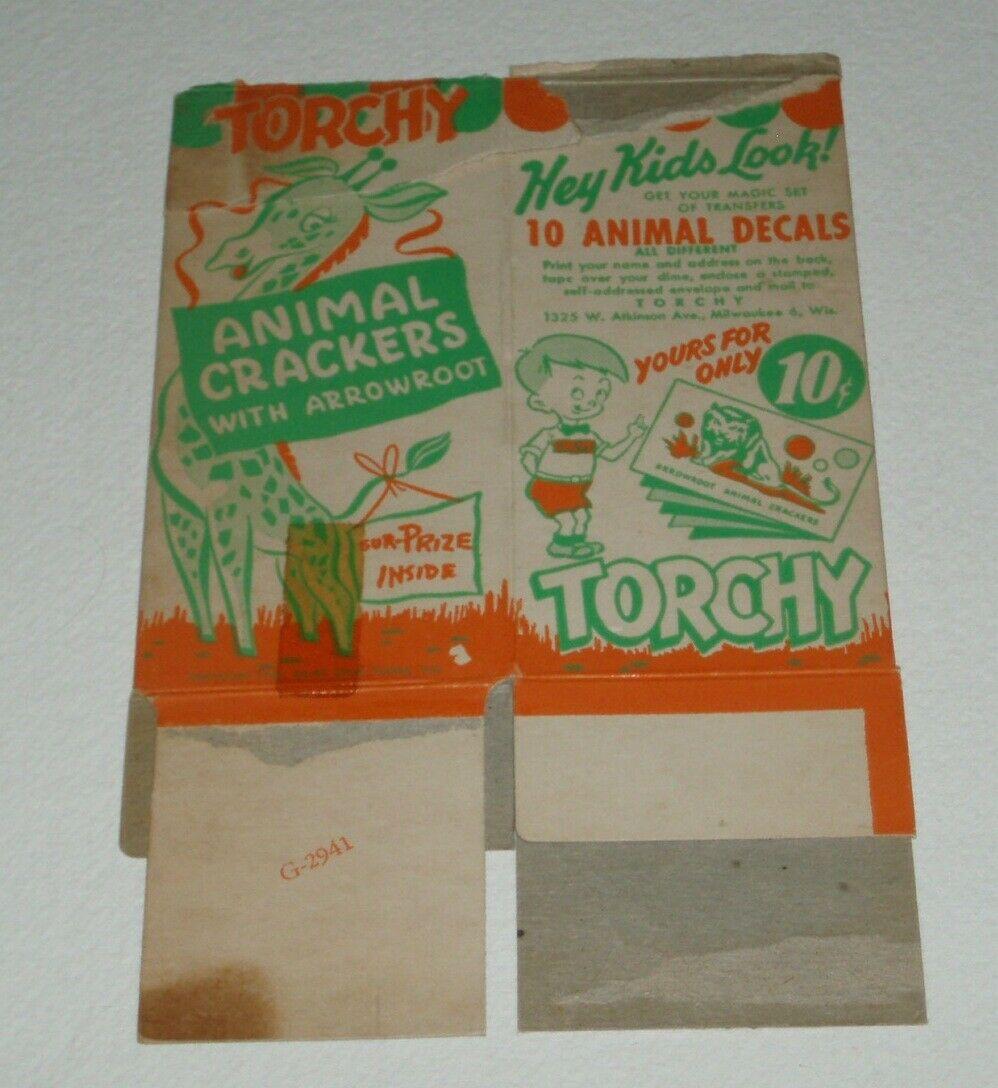 TORCHY
ANIMAL
CRACKERS
WITH ARROWROOT
SUR-PRIZE
INSIDE
Hey Kids Look!
GET YOUR MAGIC SET
OF TRANSFERS
10 ANIMAL DECALS
ALL DIFFERENT
Print your name and address on the back,
tape over your dime, enclose a stamped,
self-addressed envelope and mail to
TORCHY
1325 W. Atkinson Ave., Milwaukee 6, Wis.
YOURS FOR
ONLY
10¢
ARROWROOT ANIMAL CRACKERS
TORCHY
G-2941